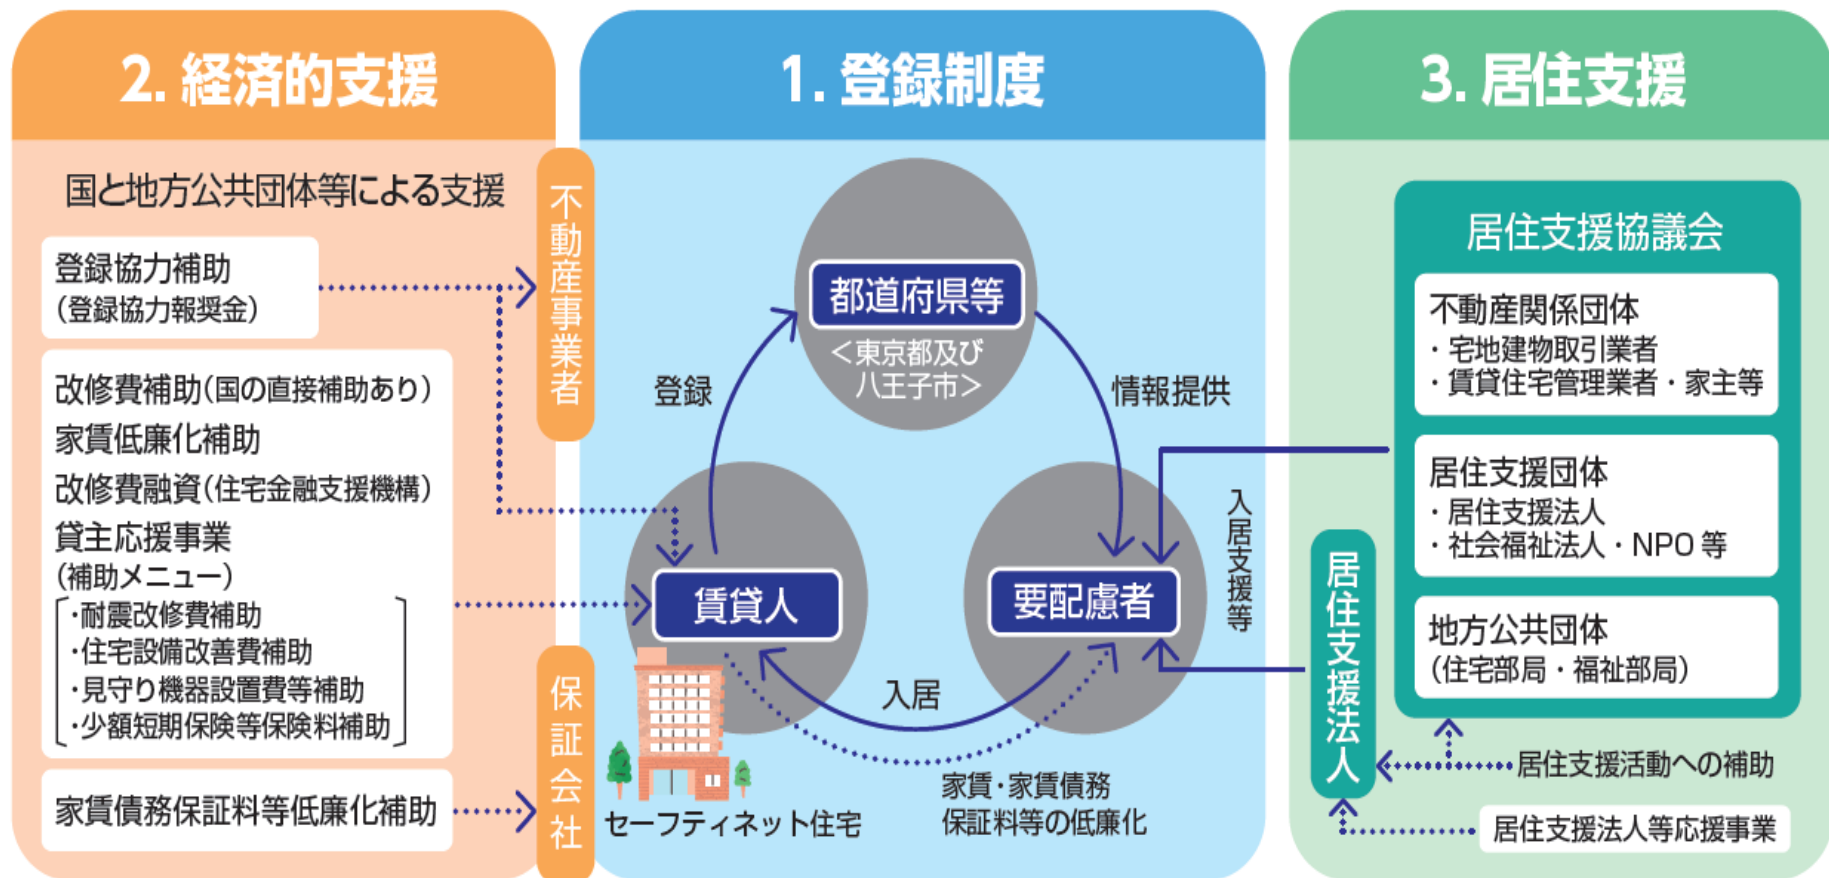 2. 経済的支援
国と地方公共団体等による支援
登録協力補助
（登録協力報奨金）
改修費補助（国の直接補助あり）
家賃低廉化補助
改修費融資（住宅金融支援機構）
貸主応援事業
（補助メニュー）
・耐震改修費補助
・住宅設備改善費補助
・見守り機器設置費等補助
・少額短期保険等保険料補助
家賃債務保証料等低廉化補助
不動産事業者
保証会社
1. 登録制度
都道府県等
＜東京都及び
八王子市＞
登録
情報提供
賃貸人
要配慮者
入居
入居支援等
セーフティネット住宅
家賃・家賃債務
保証料等の低廉化
3. 居住支援
居住支援協議会
不動産関係団体
・宅地建物取引業者
・賃貸住宅管理業者・家主等
居住支援団体
・居住支援法人
・社会福祉法人・NPO 等
地方公共団体
（住宅部局・福祉部局）
居住支援法人
居住支援活動への補助
居住支援法人等応援事業